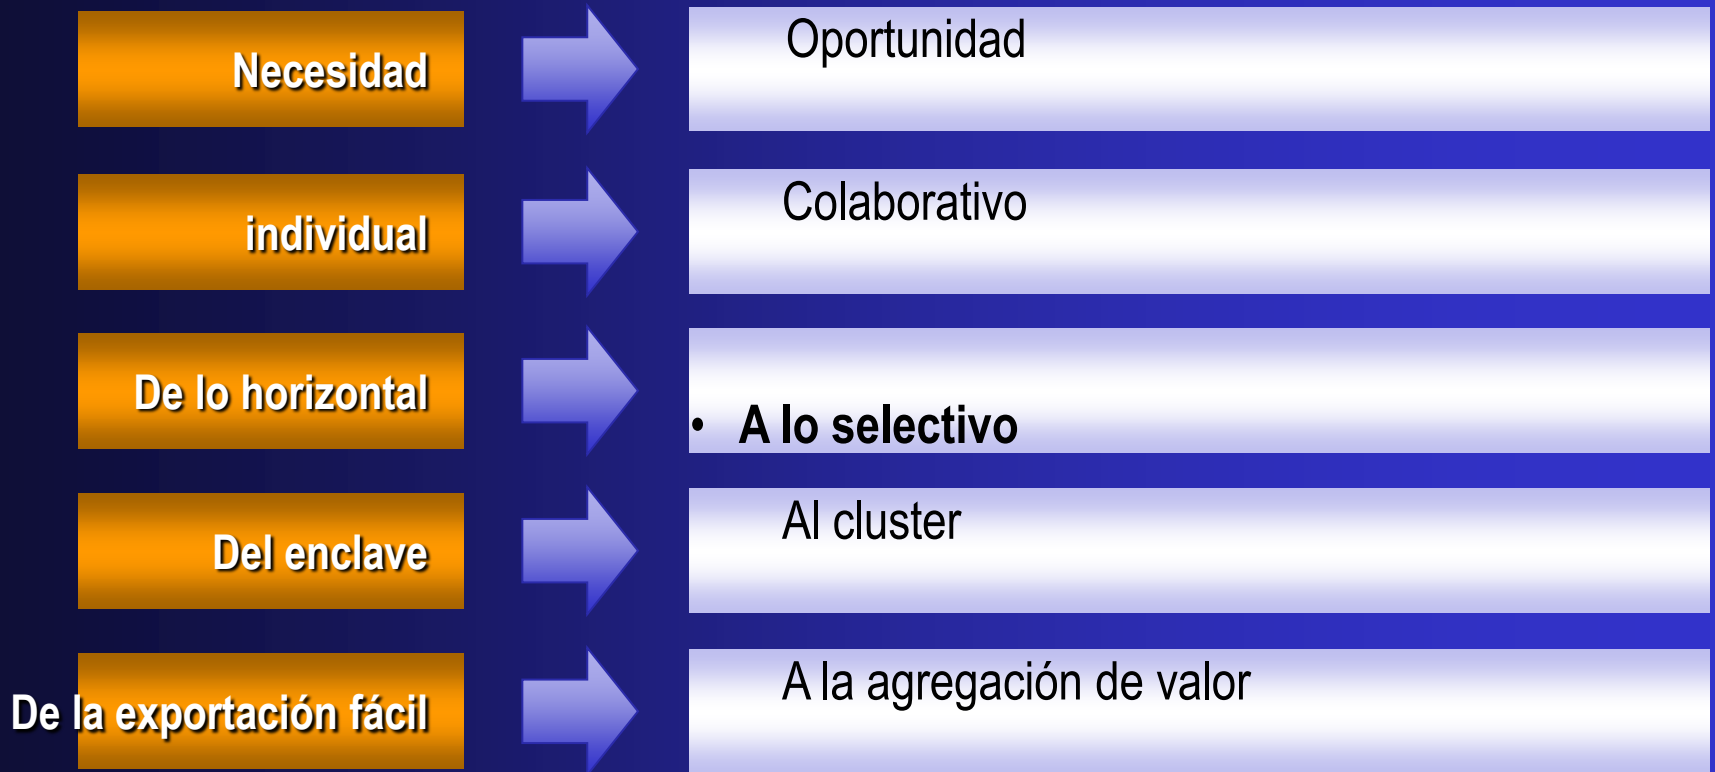 Necesidad
Oportunidad
individual
Colaborativo
De lo horizontal
• A lo selectivo
Del enclave
Al cluster
De la exportación fácil
A la agregación de valor